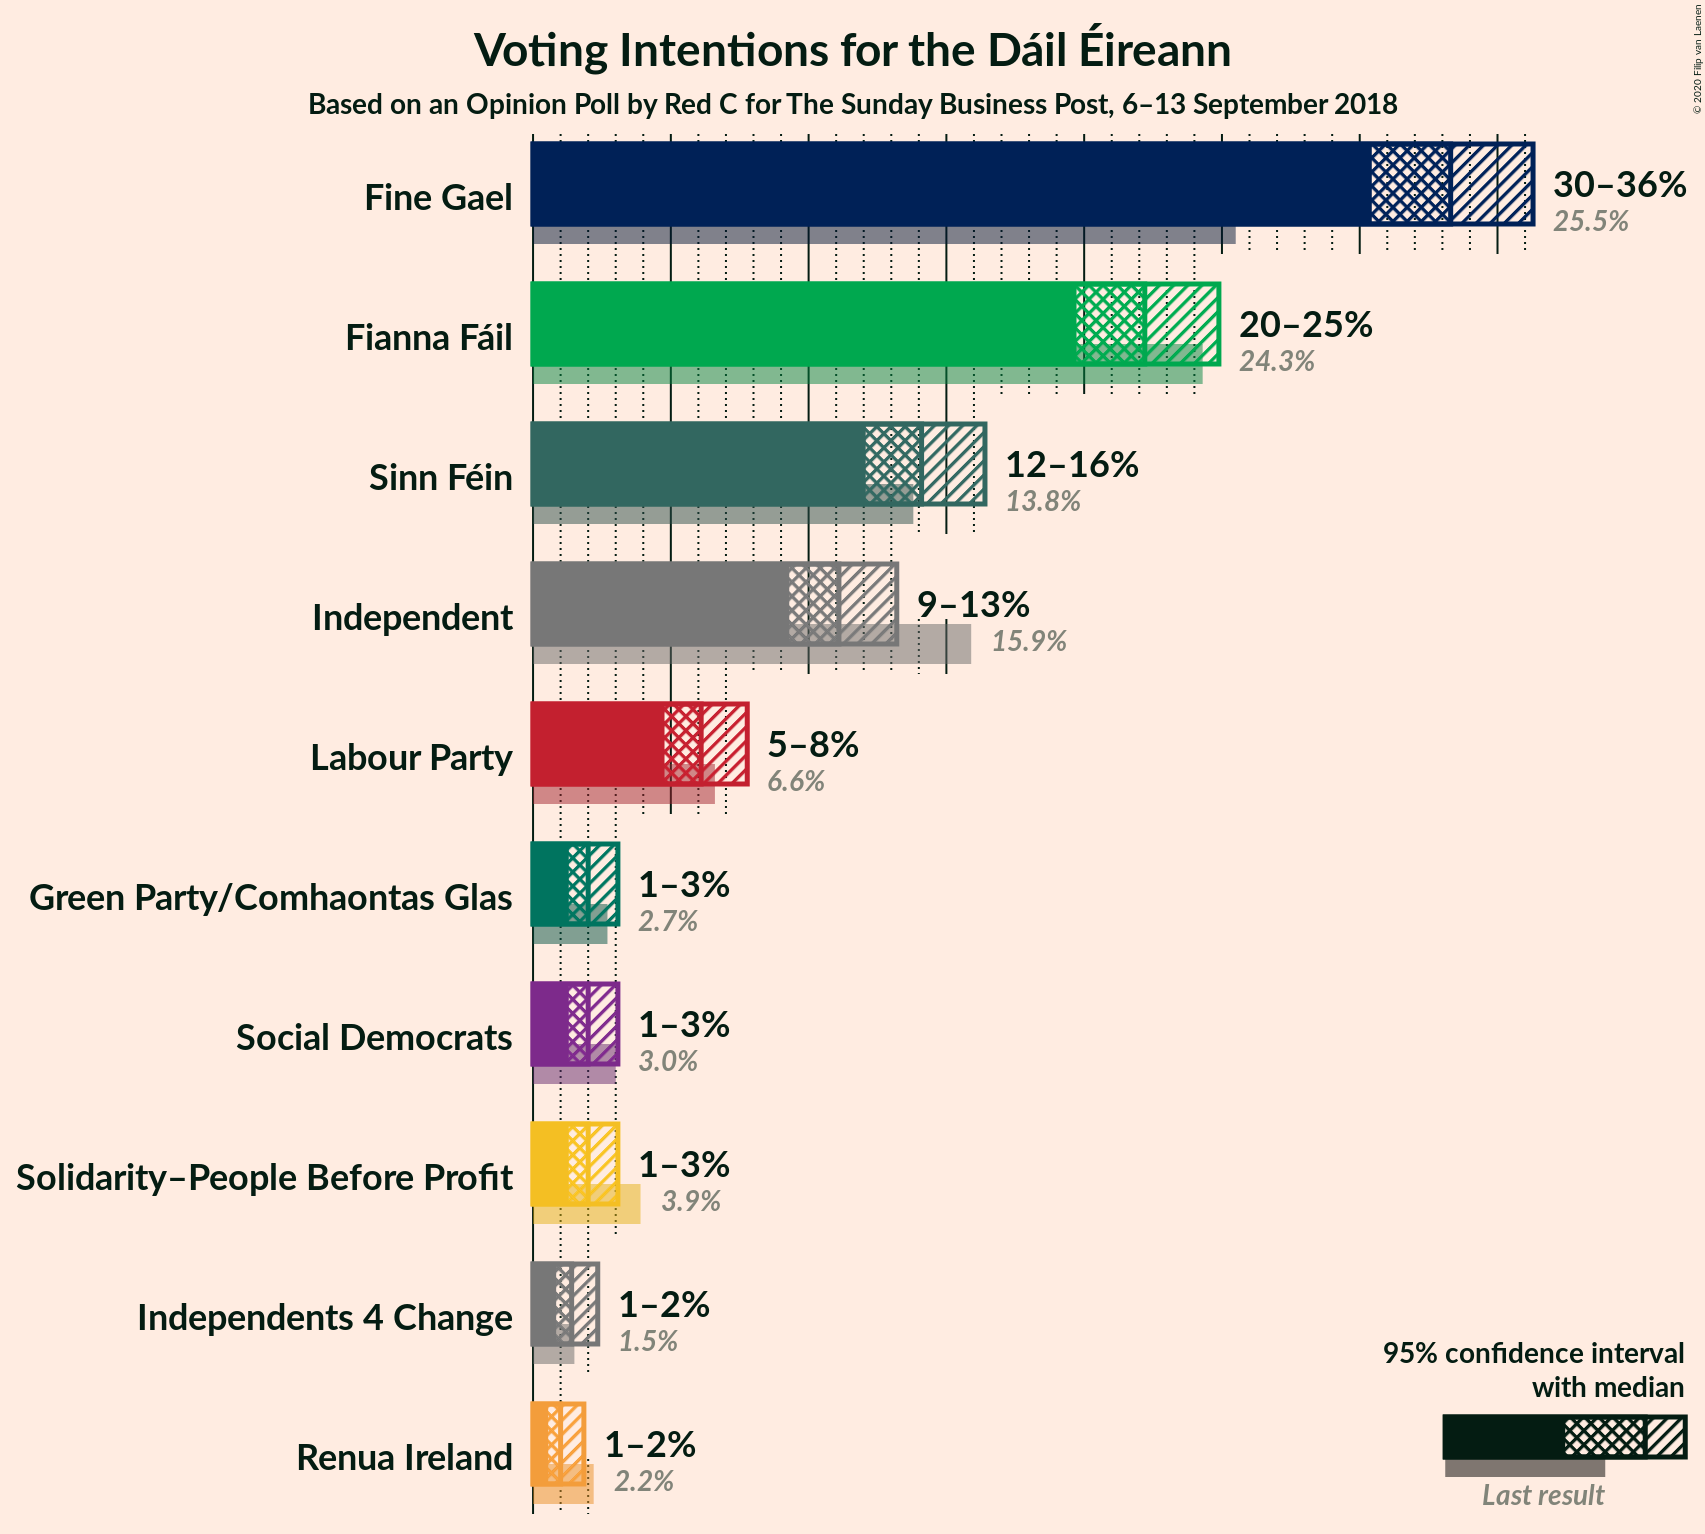 Voting Intentions for the Dáil Éireann
Based on an Opinion Poll by Red C for The Sunday Business Post, 6–13 September 2018
© 2020 Filip van Laenen
Fine Gael
30–36%
25.5%
Fianna Fáil
20–25%
24.3%
Sinn Féin
12–16%
13.8%
Independent
9–13%
15.9%
Labour Party
5–8%
6.6%
Green Party/Comhaontas Glas
1–3%
2.7%
Social Democrats
1–3%
3.0%
Solidarity–People Before Profit
1–3%
3.9%
Independents 4 Change
1–2%
1.5%
Renua Ireland
1–2%
2.2%
95% confidence interval
with median
Last result